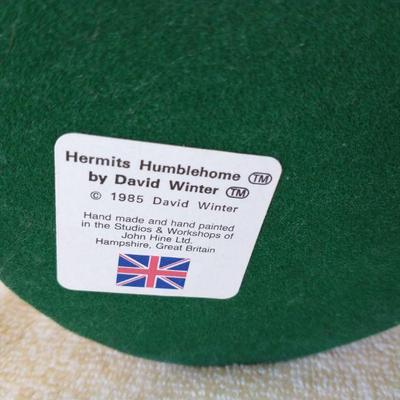 Hermits Humblehome TM
by David Winter TM
© 1985 David Winter
Hand made and hand painted
in the Studios & Workshops of
John Hine Ltd.
Hampshire, Great Britain